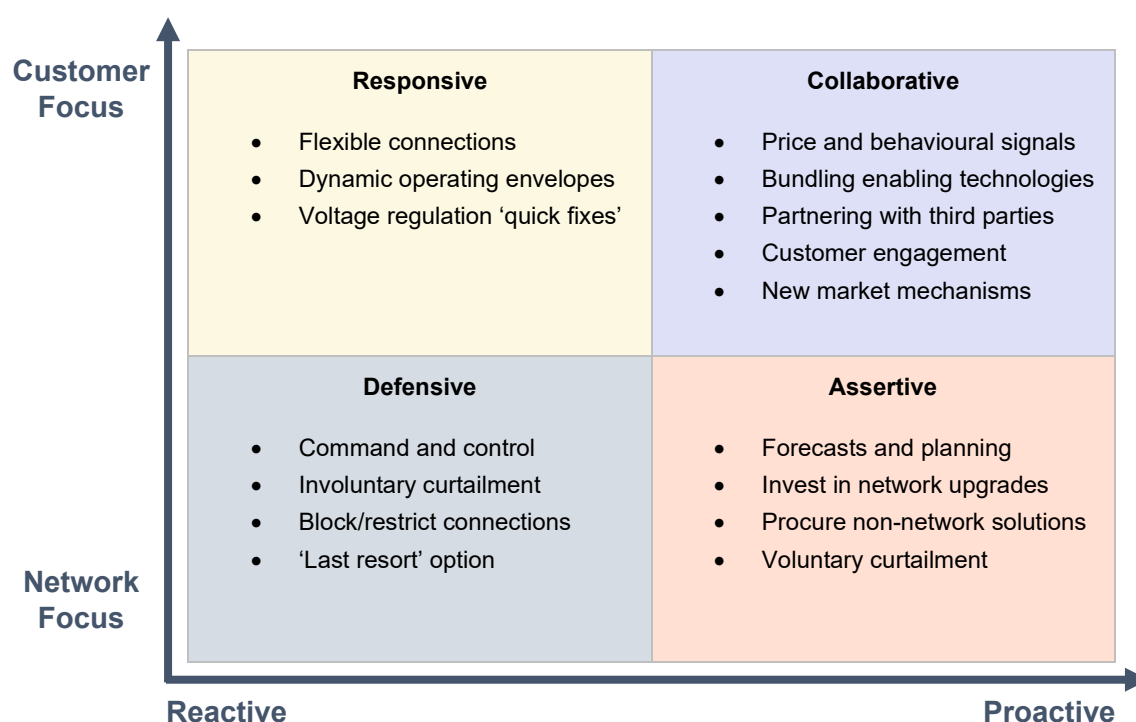 Customer
Focus
Responsive
• Flexible connections
• Dynamic operating envelopes
• Voltage regulation ‘quick fixes’
Collaborative
• Price and behavioural signals
• Bundling enabling technologies
• Partnering with third parties
• Customer engagement
• New market mechanisms
Defensive
• Command and control
• Involuntary curtailment
• Block/restrict connections
• ‘Last resort’ option
Assertive
• Forecasts and planning
• Invest in network upgrades
• Procure non-network solutions
• Voluntary curtailment
Network
Focus
Reactive
Proactive